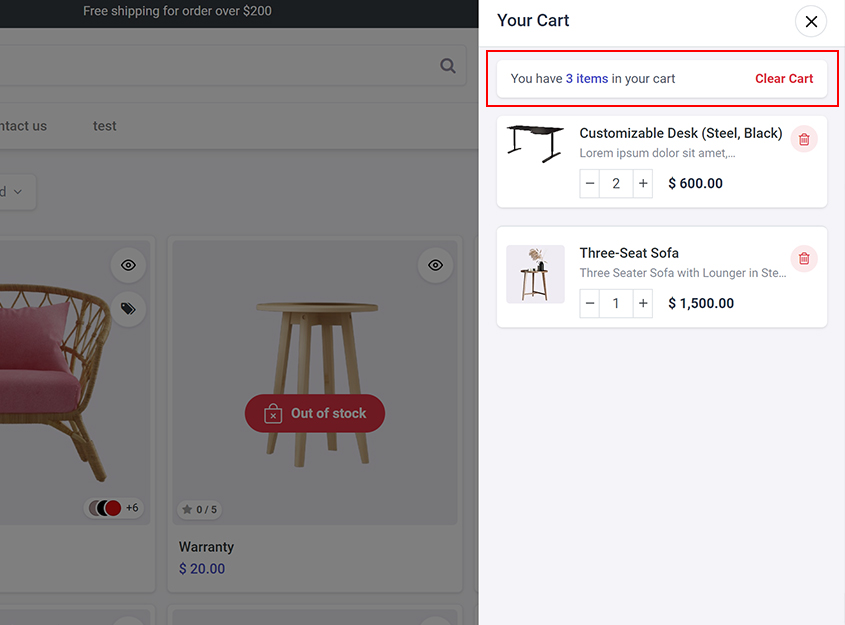 Free shipping for order over $200
Your Cart
You have 3 items in your cart
Clear Cart
ntact us
test
d
Customizable Desk (Steel, Black)
Lorem ipsum dolor sit amet,...
− 2 +
$ 600.00
Three-Seat Sofa
Three Seater Sofa with Lounger in Ste...
− 1 +
$ 1,500.00
Out of stock
+6
0 / 5
Warranty
$ 20.00